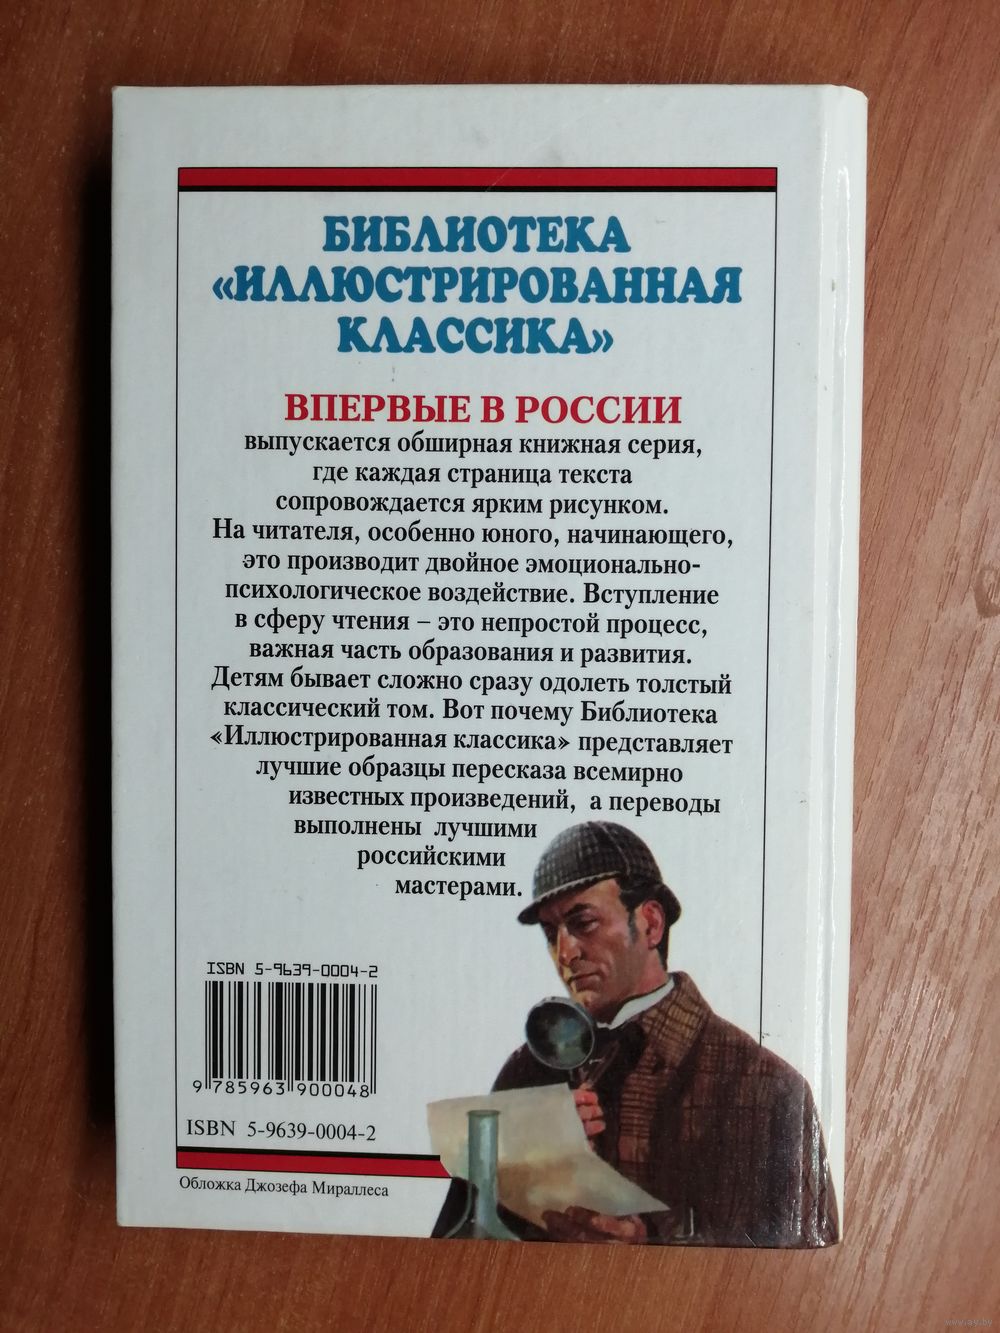 БИБЛИОТЕКА
«ИЛЛЮСТРИРОВАННАЯ
КЛАССИКА»
ВПЕРВЫЕ В РОССИИ
выпускается обширная книжная серия,
где каждая страница текста
сопровождается ярким рисунком.
На читателя, особенно юного, начинающего,
это производит двойное эмоционально-
психологическое воздействие. Вступление
в сферу чтения – это непростой процесс,
важная часть образования и развития.
Детям бывает сложно сразу одолеть толстый
классический том. Вот почему Библиотека
«Иллюстрированная классика» представляет
лучшие образцы пересказа всемирно
известных произведений, а переводы
выполнены лучшими
российскими
мастерами.
ISBN 5-9639-0004-2
9 785963 900048
ISBN 5-9639-0004-2
Обложка Джозефа Мираллеса
www.ay.by